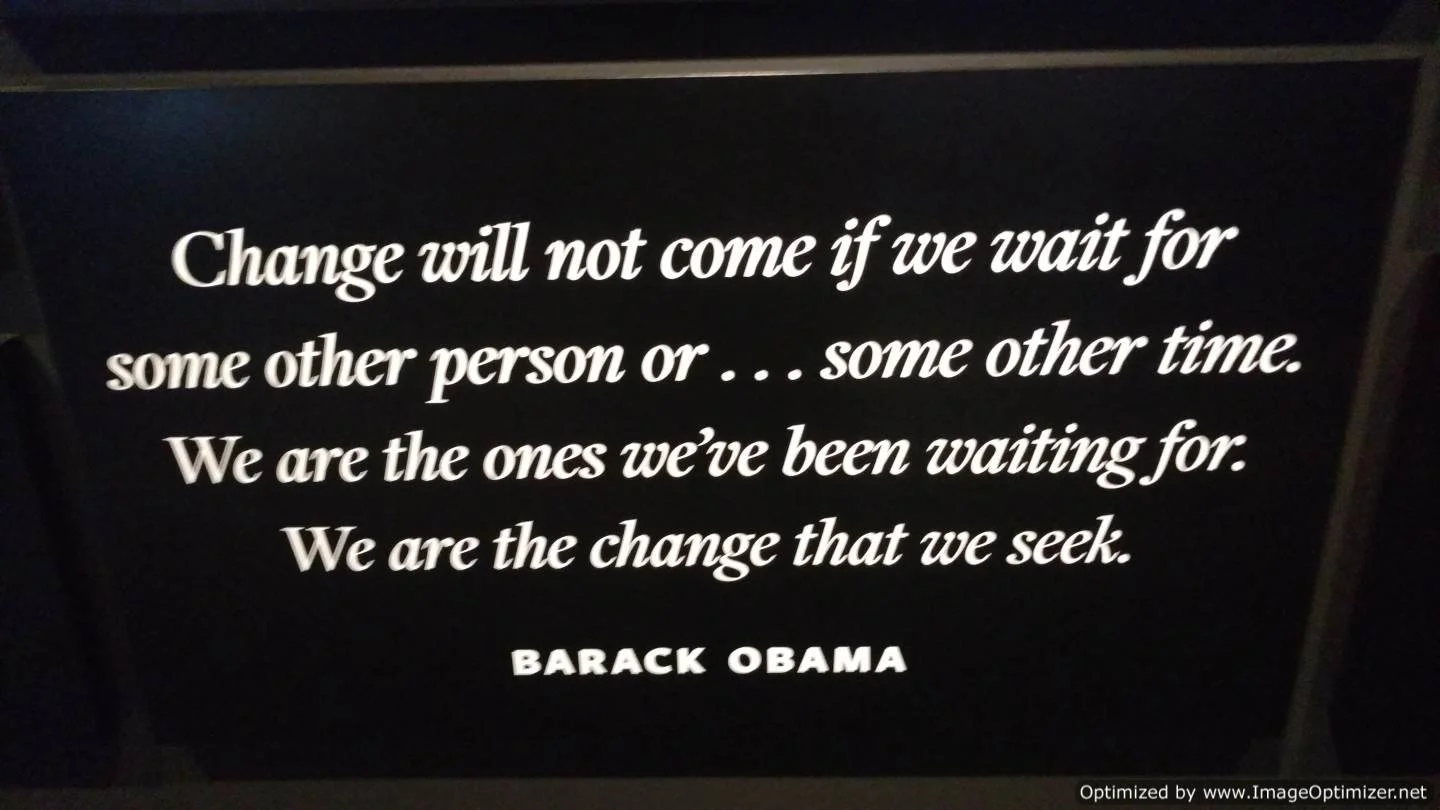 Change will not come if we wait for
some other person or . . . some other time.
We are the ones we’ve been waiting for.
We are the change that we seek.
BARACK OBAMA
Optimized by www.ImageOptimizer.net